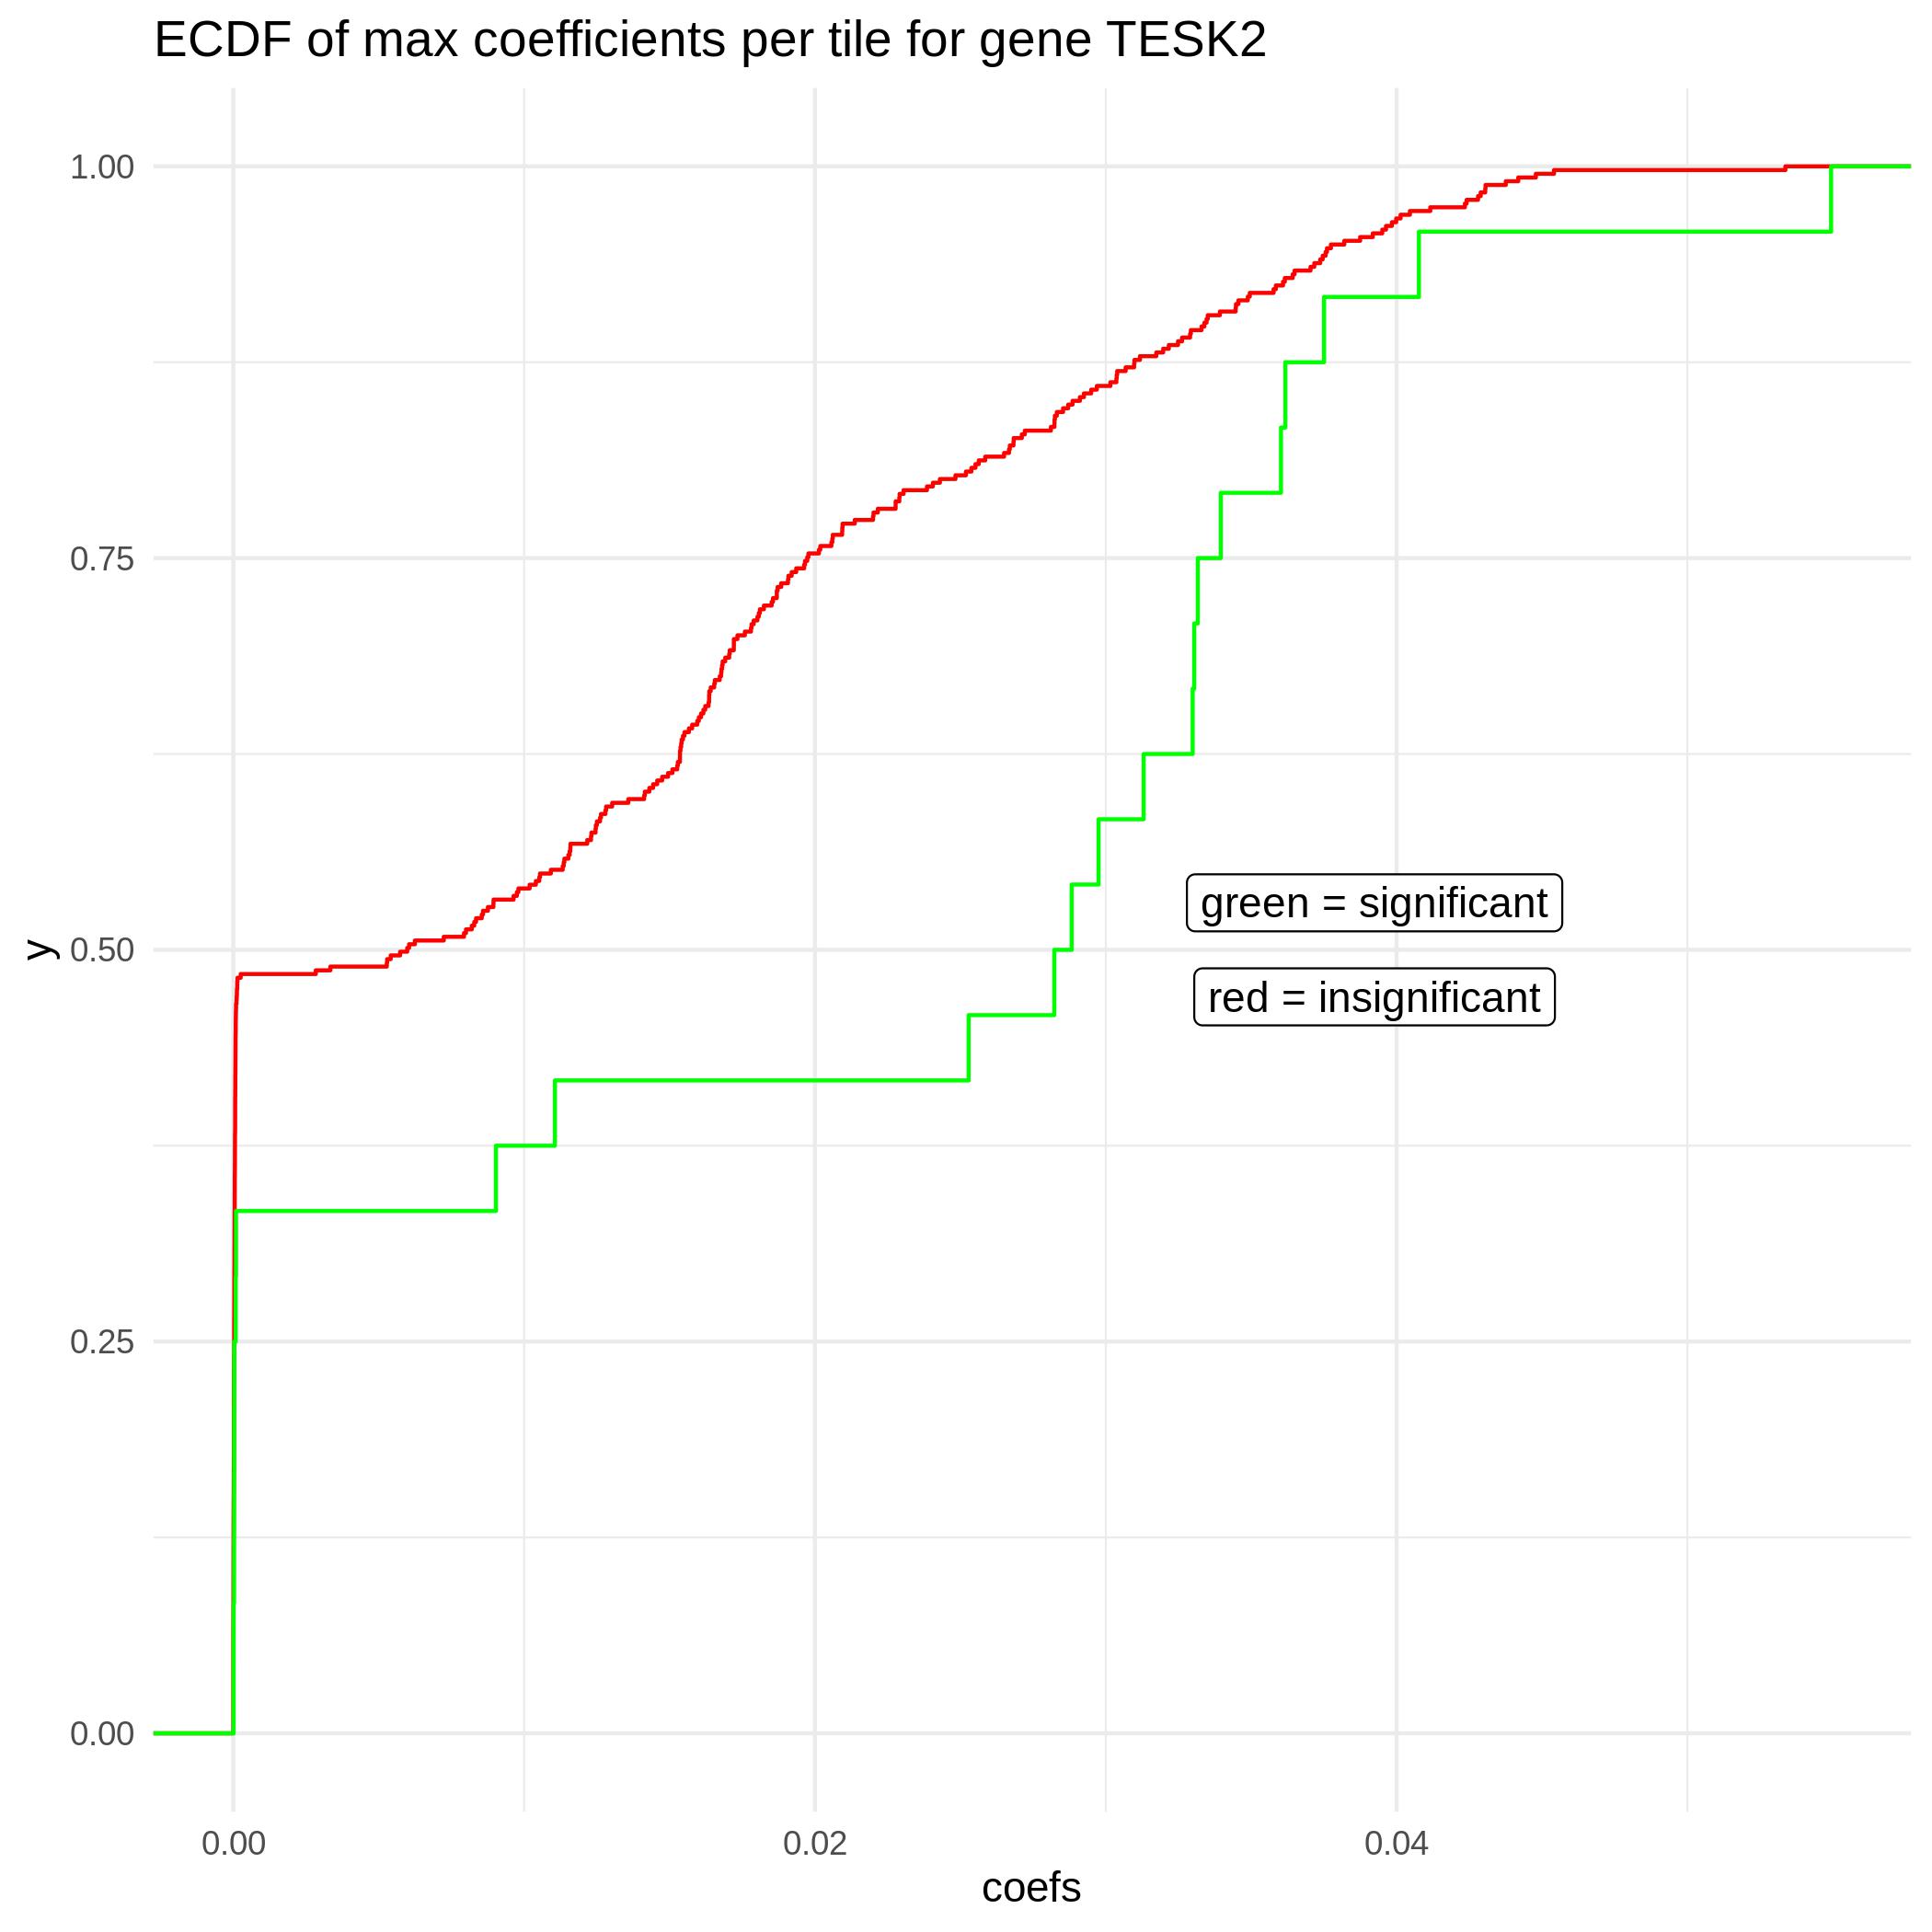 ECDF of max coefficients per tile for gene TESK2
1.00
0.75
0.50
0.25
0.00
y
green = significant
red = insignificant
0.00
0.02
0.04
coefs